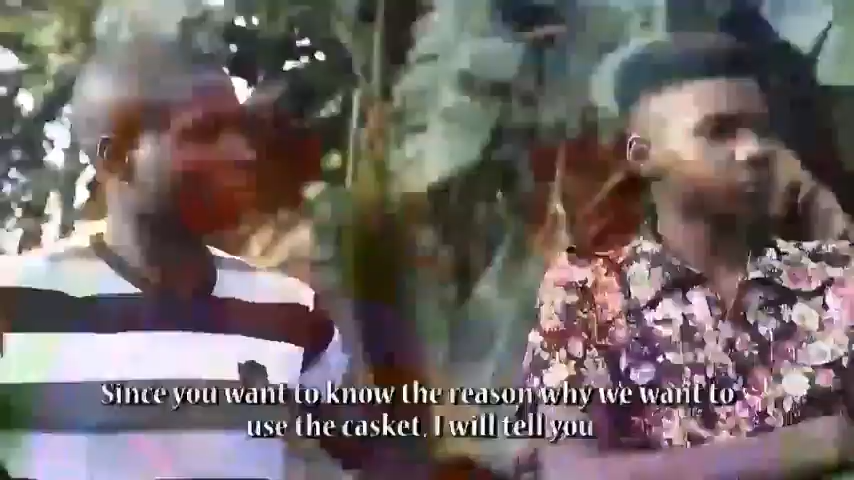 Since you want to know the reason why we want to
use the casket, I will tell you